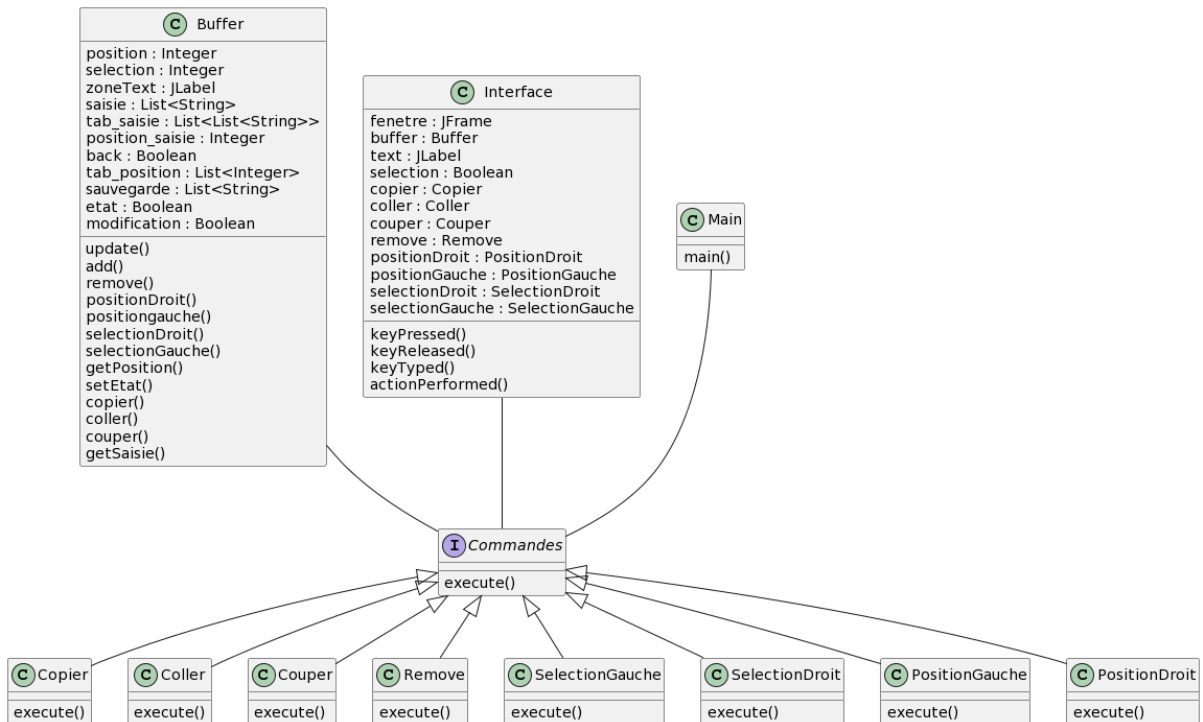 C Buffer
position : Integer
selection : Integer
zoneText : JLabel
saisie : List<String>
tab_saisie : List<List<String>>
position_saisie : Integer
back : Boolean
tab_position : List<Integer>
sauvegarde : List<String>
etat : Boolean
modification : Boolean
update()
add()
remove()
positionDroit()
positiongauche()
selectionDroit()
selectionGauche()
getPosition()
setEtat()
copier()
coller()
couper()
getSaisie()
C Interface
fenetre : JFrame
buffer : Buffer
text : JLabel
selection : Boolean
copier : Copier
coller : Coller
couper : Couper
remove : Remove
positionDroit : PositionDroit
positionGauche : PositionGauche
selectionDroit : SelectionDroit
selectionGauche : SelectionGauche
keyPressed()
keyReleased()
keyTyped()
actionPerformed()
C Main
main()
I Commandes
execute()
C Copier
execute()
C Coller
execute()
C Couper
execute()
C Remove
execute()
C SelectionGauche
execute()
C SelectionDroit
execute()
C PositionGauche
execute()
C PositionDroit
execute()